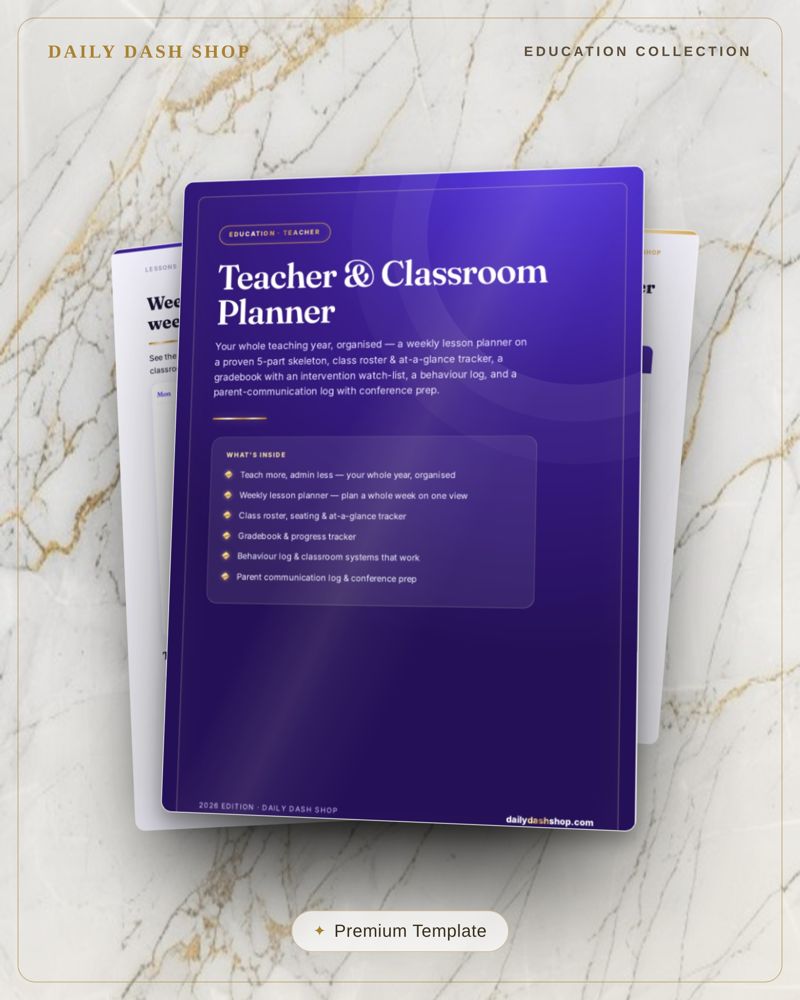 DAILY DASH SHOP
EDUCATION COLLECTION
EDUCATION · TEACHER
Teacher & Classroom
Planner
Your whole teaching year, organised — a weekly lesson planner on
a proven 5-part skeleton, class roster & at-a-glance tracker, a
gradebook with an intervention watch-list, a behaviour log, and a
parent-communication log with conference prep.
WHAT'S INSIDE
Teach more, admin less — your whole year, organised
Weekly lesson planner — plan a whole week on one view
Class roster, seating & at-a-glance tracker
Gradebook & progress tracker
Behaviour log & classroom systems that work
Parent communication log & conference prep
2026 EDITION · DAILY DASH SHOP
dailydashshop.com
LESSONS
See the
Mon
✦ Premium Template